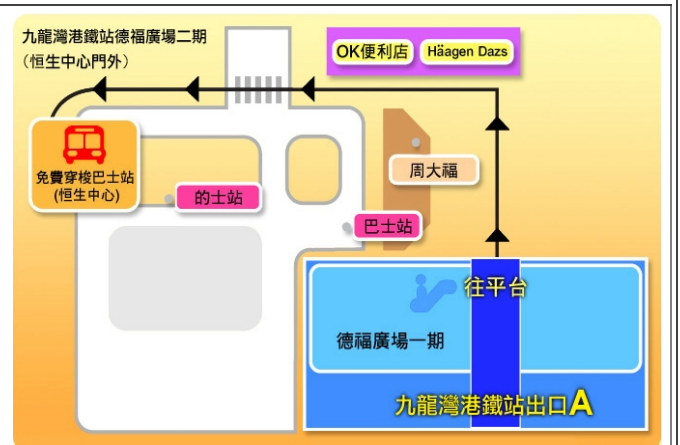 九龍灣港鐵站德福廣場二期
（恒生中心門外）
OK便利店
Häagen Dazs
免費穿梭巴士站
(恒生中心)
的士站
周大福
巴士站
往平台
德福廣場一期
九龍灣港鐵站出口A